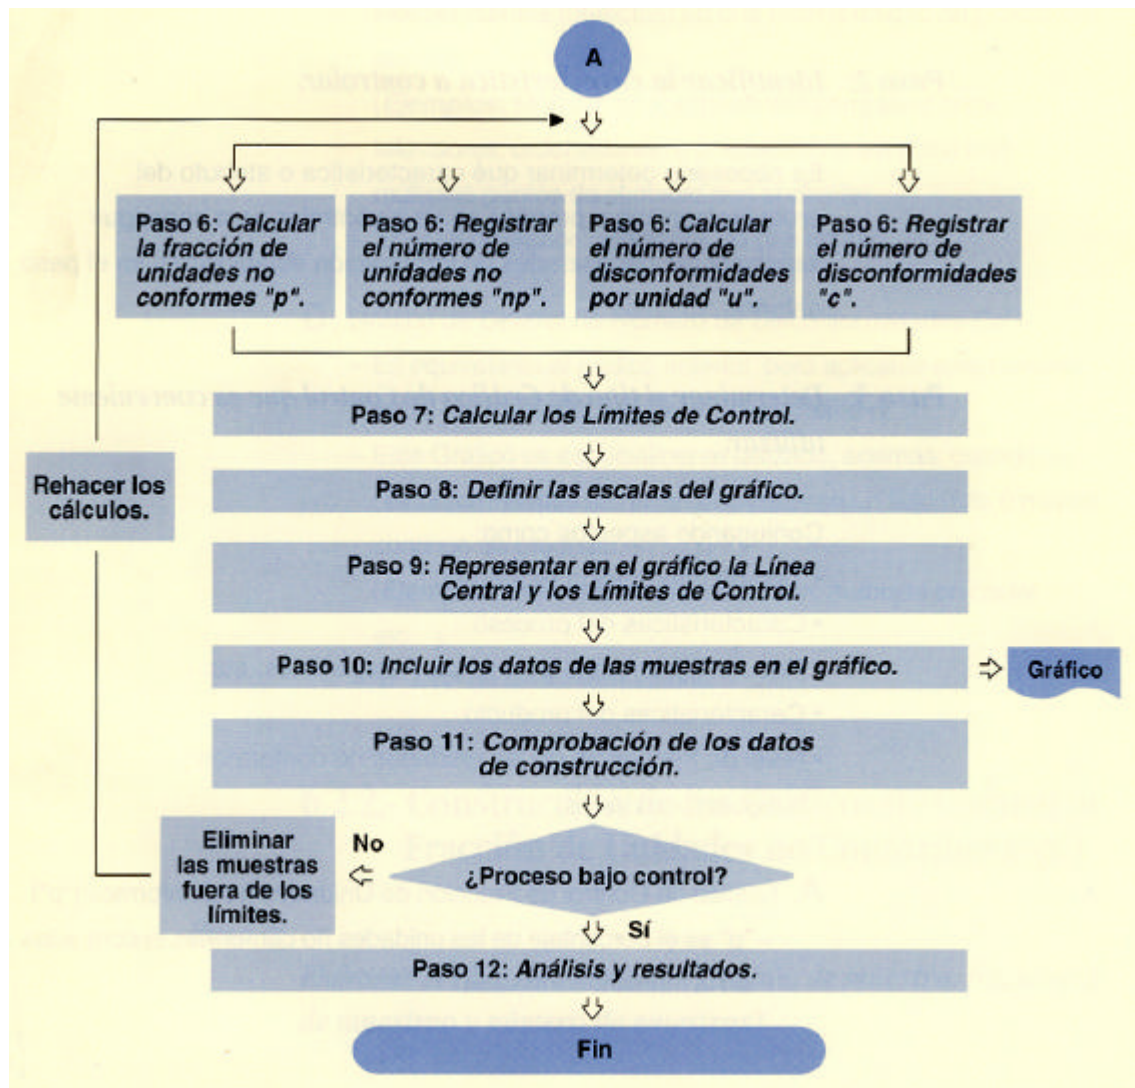 A
Paso 6: Calcular
la fracción de
unidades no
conformes "p".
Paso 6: Registrar
el número de
unidades no
conformes "np".
Paso 6: Calcular
el número de
disconformidades
por unidad "u".
Paso 6: Registrar
el número de
disconformidades
"c".
Paso 7: Calcular los Límites de Control.
Rehacer los
cálculos.
Paso 8: Definir las escalas del gráfico.
Paso 9: Representar en el gráfico la Línea
Central y los Límites de Control.
Paso 10: Incluir los datos de las muestras en el gráfico.
Gráfico
Paso 11: Comprobación de los datos
de construcción.
Eliminar
las muestras
fuera de los
límites.
No
¿Proceso bajo control?
Sí
Paso 12: Análisis y resultados.
Fin